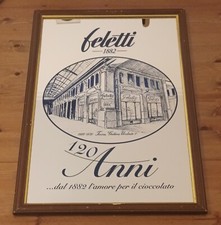 feletti
1882
120
Anni
...dal 1882 l'amore per il cioccolato